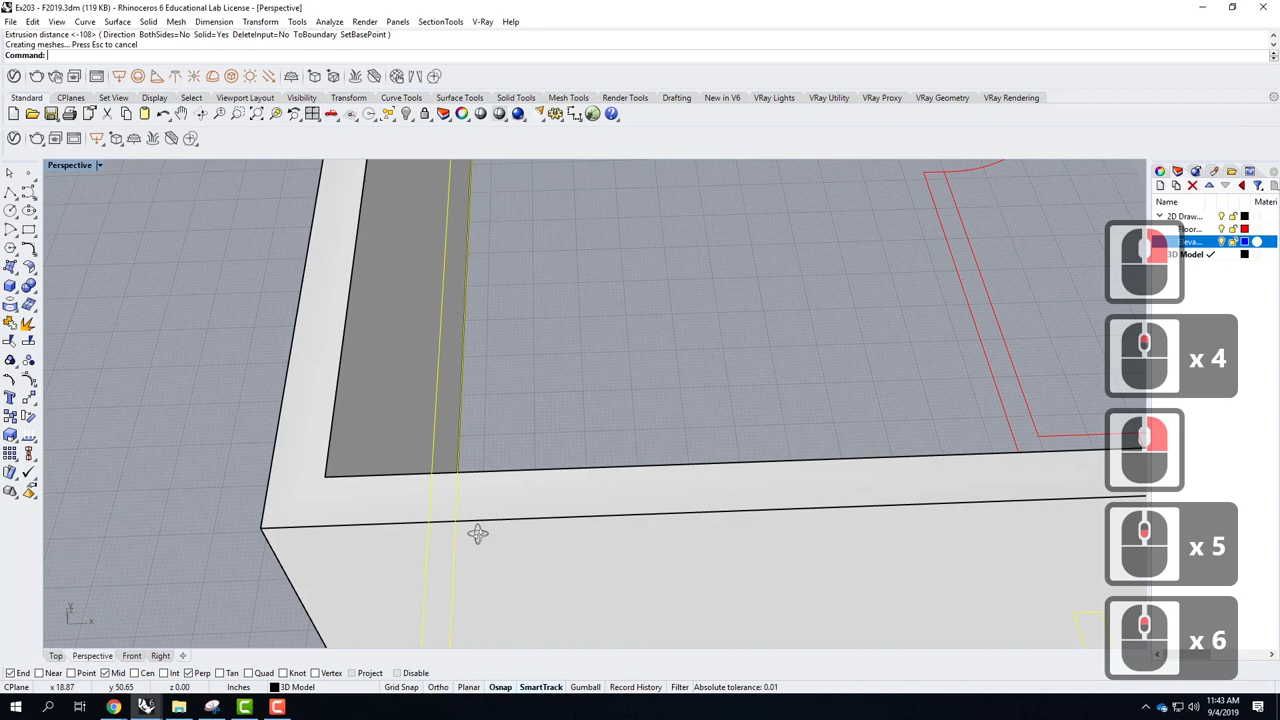 Ex203 - F2019.3dm (119 KB) - Rhinoceros 6 Educational Lab License - [Perspective]
File Edit View Curve Surface Solid Mesh Dimension Transform Tools Analyze Render Panels SectionTools V-Ray Help
Extrusion distance <-108> ( Direction BothSides=No Solid=Yes DeleteInput=No ToBoundary SetBasePoint )
Creating meshes... Press Esc to cancel
Command:
Standard CPlanes Set View Display Select Viewport Layout Visibility Transform Curve Tools Surface Tools Solid Tools Mesh Tools Render Tools Drafting New in V6 VRay Lights VRay Utility VRay Proxy VRay Geometry VRay Rendering
Perspective
Name Materi
2D Draw...
Floor...
Eleva...
3D Model
x 4
x 5
x 6
z
y
x
Top Perspective Front Right
End Near Point Mid Cen Int Perp Tan Quad Knot Vertex Project Disable
CPlane x 18.87 y 50.65 z 0.00 Inches 3D Model Grid Snap Ortho Planar Osnap SmartTrack Gumball Record History Filter Absolute tolerance: 0.01
11:43 AM
9/4/2019